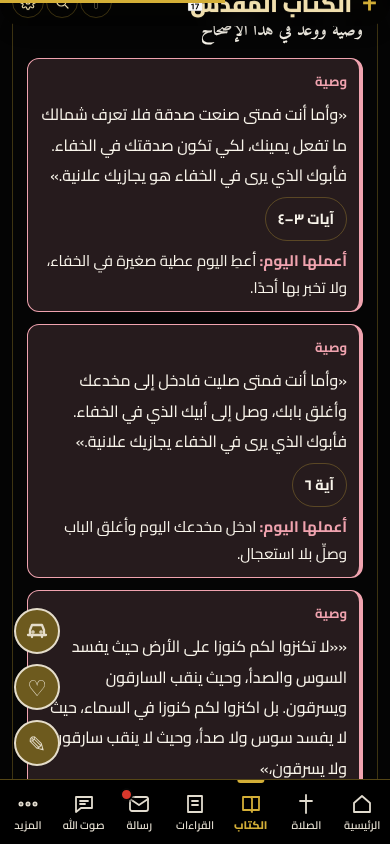 الكتاب المقدس
17
وصية ووعد في هذا الإصحاح
وصية
«وأما أنت فمتى صنعت صدقة فلا تعرف شمالك
ما تفعل يمينك، لكي تكون صدقتك في الخفاء.
فأبوك الذي يرى في الخفاء هو يجازيك علانية.»
آيات ٣–٤
أعملها اليوم: أعطِ اليوم عطية صغيرة في الخفاء،
ولا تخبر بها أحدًا.
وصية
«وأما أنت فمتى صليت فادخل إلى مخدعك
وأغلق بابك، وصل إلى أبيك الذي في الخفاء.
فأبوك الذي يرى في الخفاء يجازيك علانية.»
آية ٦
أعملها اليوم: ادخل مخدعك اليوم وأغلق الباب
وصلِّ بلا استعجال.
وصية
«»لا تكنزوا لكم كنوزا على الأرض حيث يفسد
السوس والصدأ، وحيث ينقب السارقون
ويسرقون. بل اكنزوا لكم كنوزا في السماء، حيث
لا يفسد سوس ولا صدأ، وحيث لا ينقب سارقون
ولا يسرقون،»
الرئيسية
الصلاة
الكتاب
القراءات
رسالة
صوت الله
المزيد